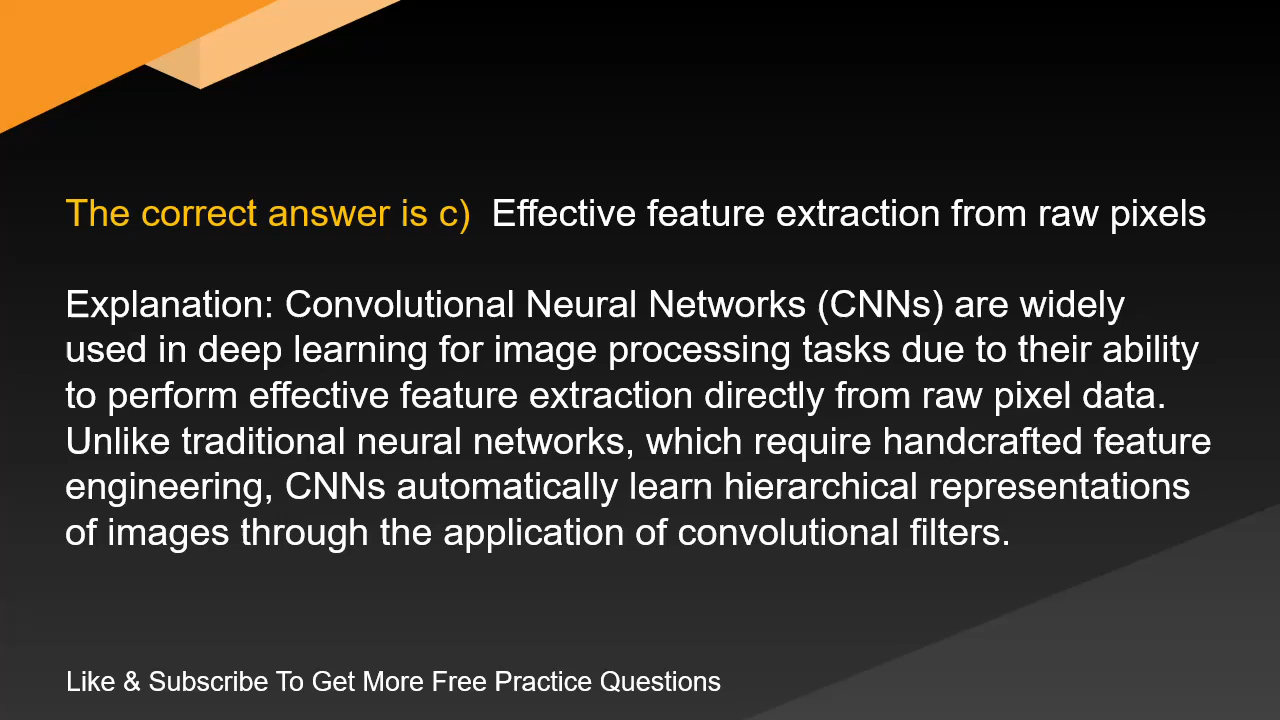 The correct answer is c) Effective feature extraction from raw pixels
Explanation: Convolutional Neural Networks (CNNs) are widely
used in deep learning for image processing tasks due to their ability
to perform effective feature extraction directly from raw pixel data.
Unlike traditional neural networks, which require handcrafted feature
engineering, CNNs automatically learn hierarchical representations
of images through the application of convolutional filters.
Like & Subscribe To Get More Free Practice Questions